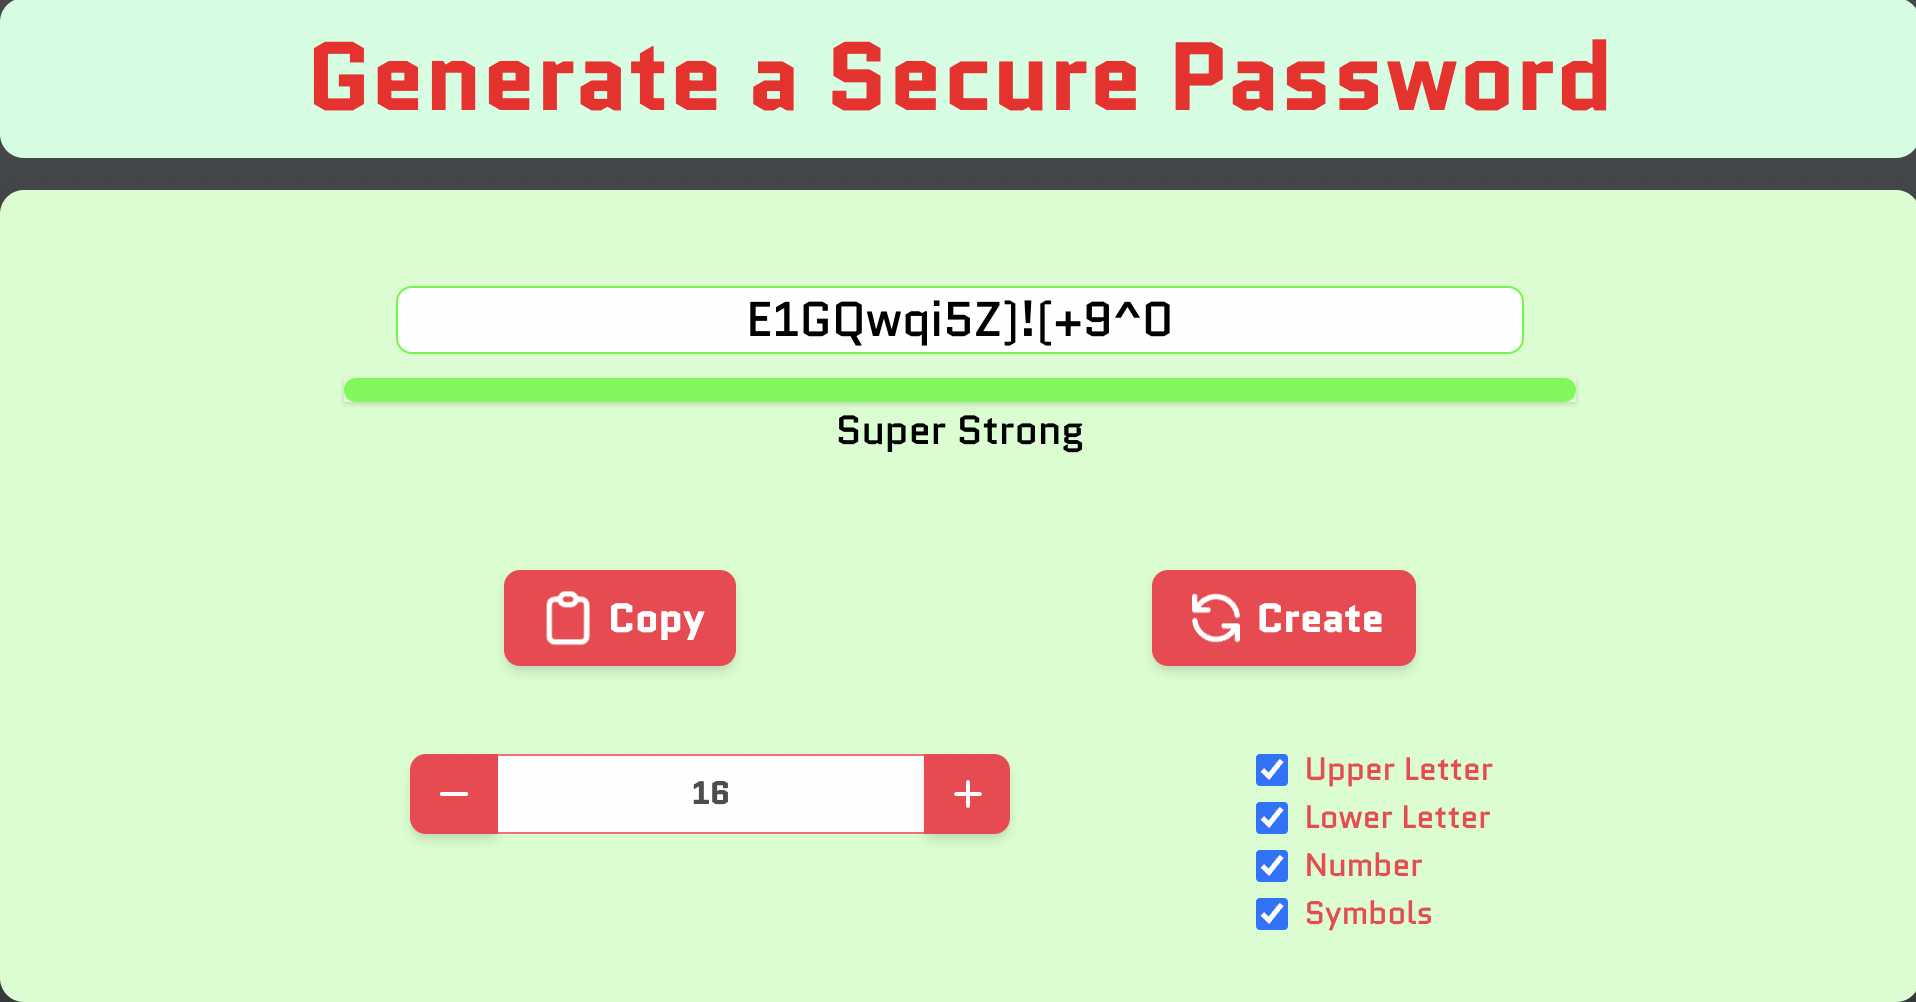 Generate a Secure Password
E1GQwqi5Z)!(+9^0
Super Strong
Copy
Create
16
Upper Letter
Lower Letter
Number
Symbols